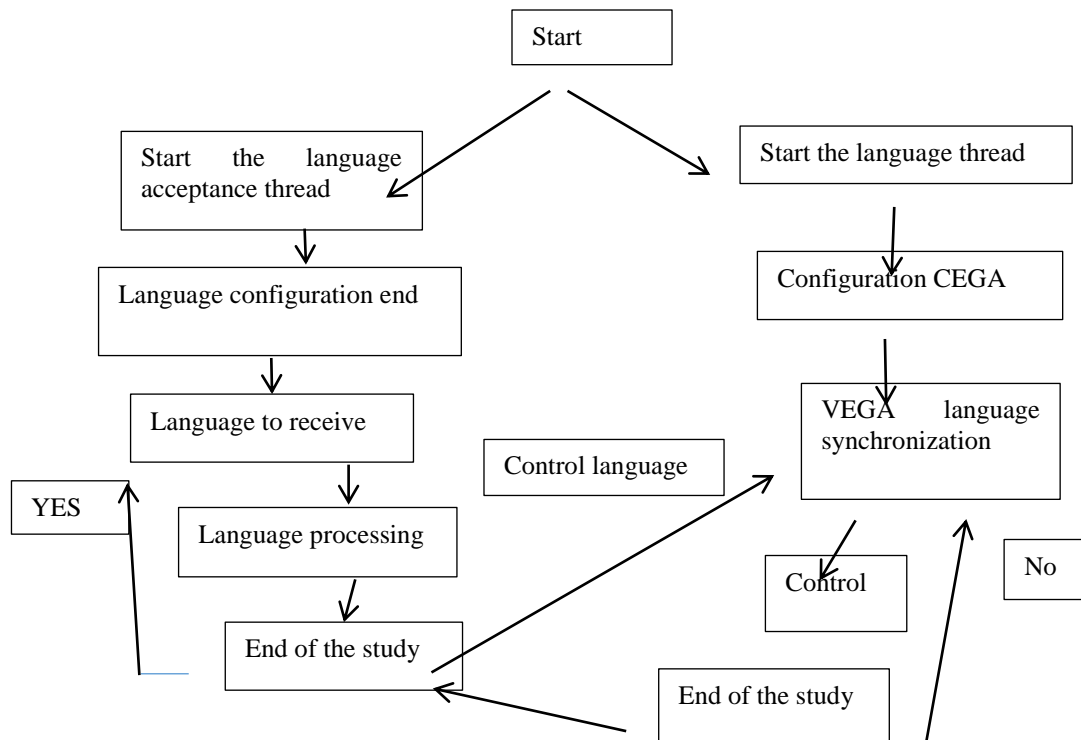 Start
Start the language
acceptance thread
Start the language thread
Language configuration end
Configuration CEGA
Language to receive
VEGA language
synchronization
Control language
YES
Language processing
Control
No
End of the study
End of the study